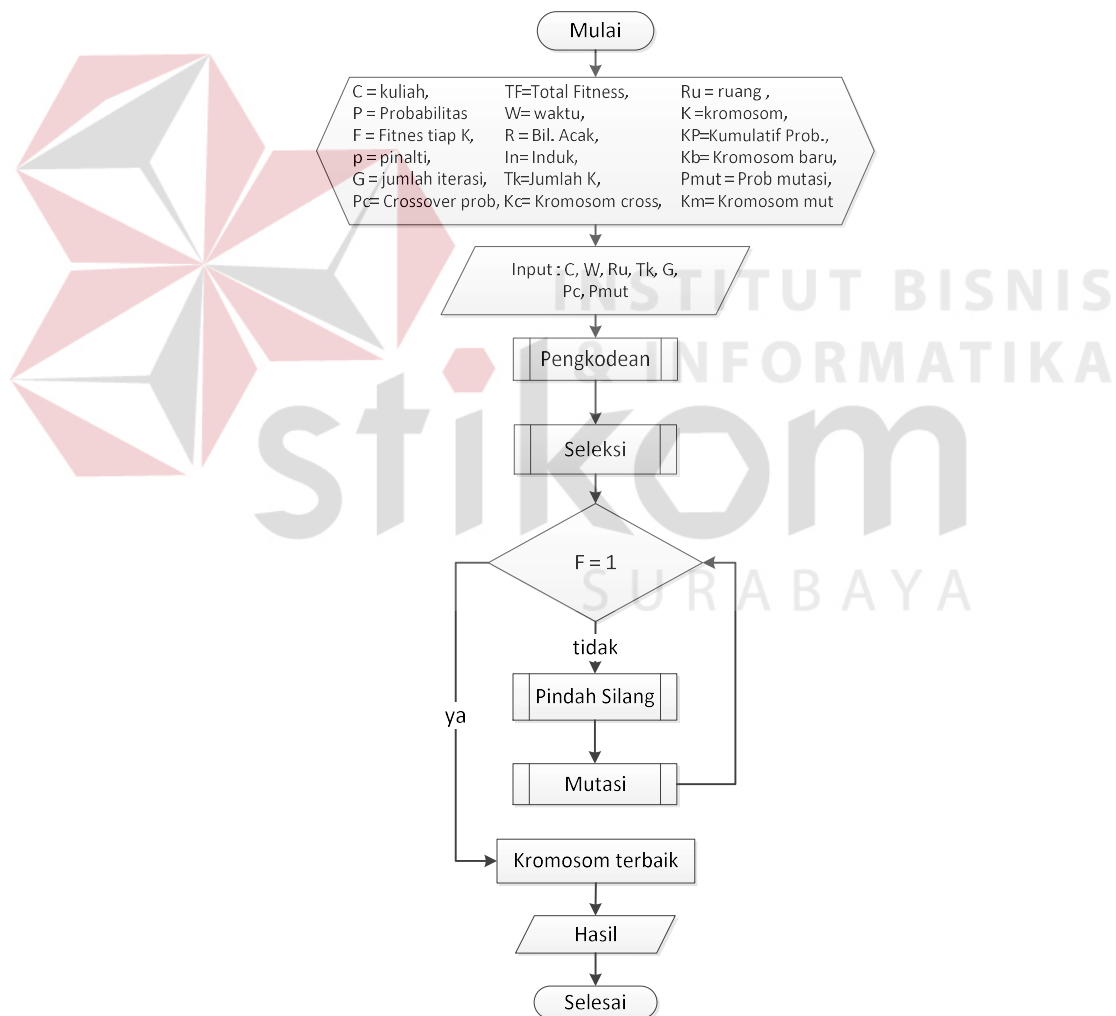 Mulai
C = kuliah, TF=Total Fitness, Ru = ruang ,
P = Probabilitas W= waktu, K =kromosom,
F = Fitnes tiap K, R = Bil. Acak, KP=Kumulatif Prob.,
p = pinalti, In= Induk, Kb= Kromosom baru,
G = jumlah iterasi, Tk=Jumlah K, Pmut = Prob mutasi,
Pc= Crossover prob, Kc= Kromosom cross, Km= Kromosom mut
Input : C, W, Ru, Tk, G,
Pc, Pmut
INSTITUT BISNIS
& INFORMATIKA
Pengkodean
stikom
Seleksi
F = 1
SURABAYA
tidak
Pindah Silang
ya
Mutasi
Kromosom terbaik
Hasil
Selesai